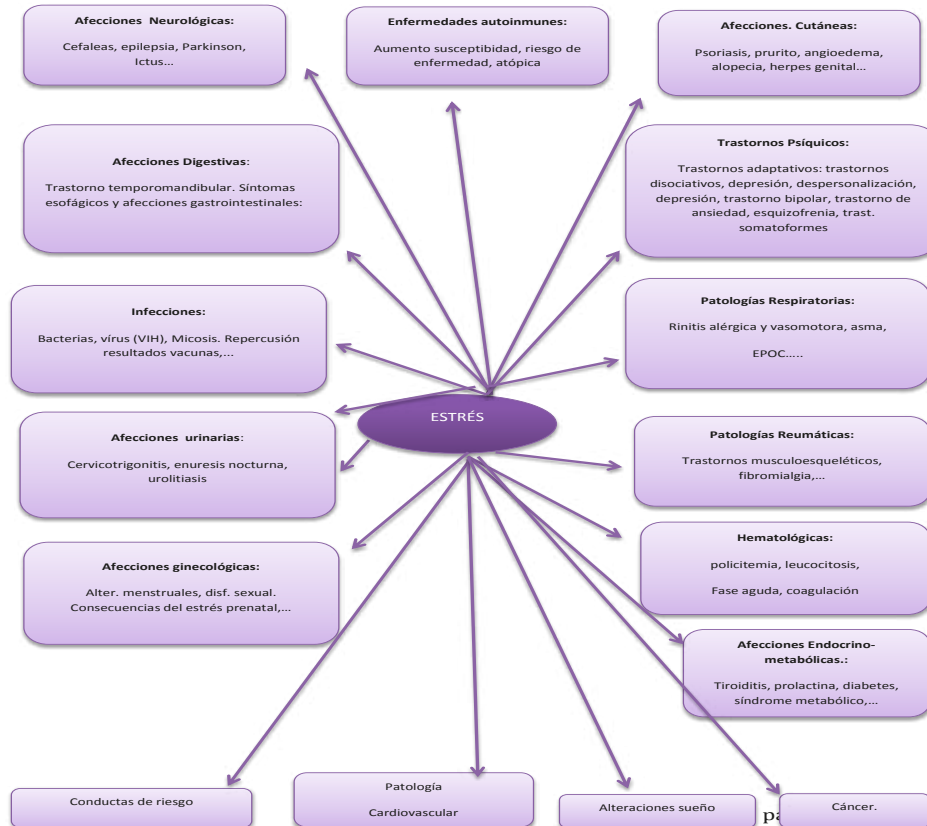 Afecciones Neurológicas:
Cefaleas, epilepsia, Parkinson,
Ictus...
Enfermedades autoinmunes:
Aumento susceptibidad, riesgo de
enfermedad, atópica
Afecciones. Cutáneas:
Psoriasis, prurito, angioedema,
alopecia, herpes genital...
Afecciones Digestivas:
Trastorno temporomandibular. Síntomas
esofágicos y afecciones gastrointestinales:
Trastornos Psíquicos:
Trastornos adaptativos: trastornos
disociativos, depresión, despersonalización,
depresión, trastorno bipolar, trastorno de
ansiedad, esquizofrenia, trast.
somatoformes
Infecciones:
Bacterias, vírus (VIH), Micosis. Repercusión
resultados vacunas,...
Patologías Respiratorias:
Rinitis alérgica y vasomotora, asma,
EPOC.....
ESTRÉS
Afecciones urinarias:
Cervicotrigonitis, enuresis nocturna,
urolitiasis
Patologías Reumáticas:
Trastornos musculoesqueléticos,
fibromialgia,...
Afecciones ginecológicas:
Alter. menstruales, disf. sexual.
Consecuencias del estrés prenatal,...
Hematológicas:
policitemia, leucocitosis,
Fase aguda, coagulación
Afecciones Endocrino-
metabólicas.:
Tiroiditis, prolactina, diabetes,
síndrome metabólico,...
Conductas de riesgo
Patología
Cardiovascular
Alteraciones sueño
Cáncer.